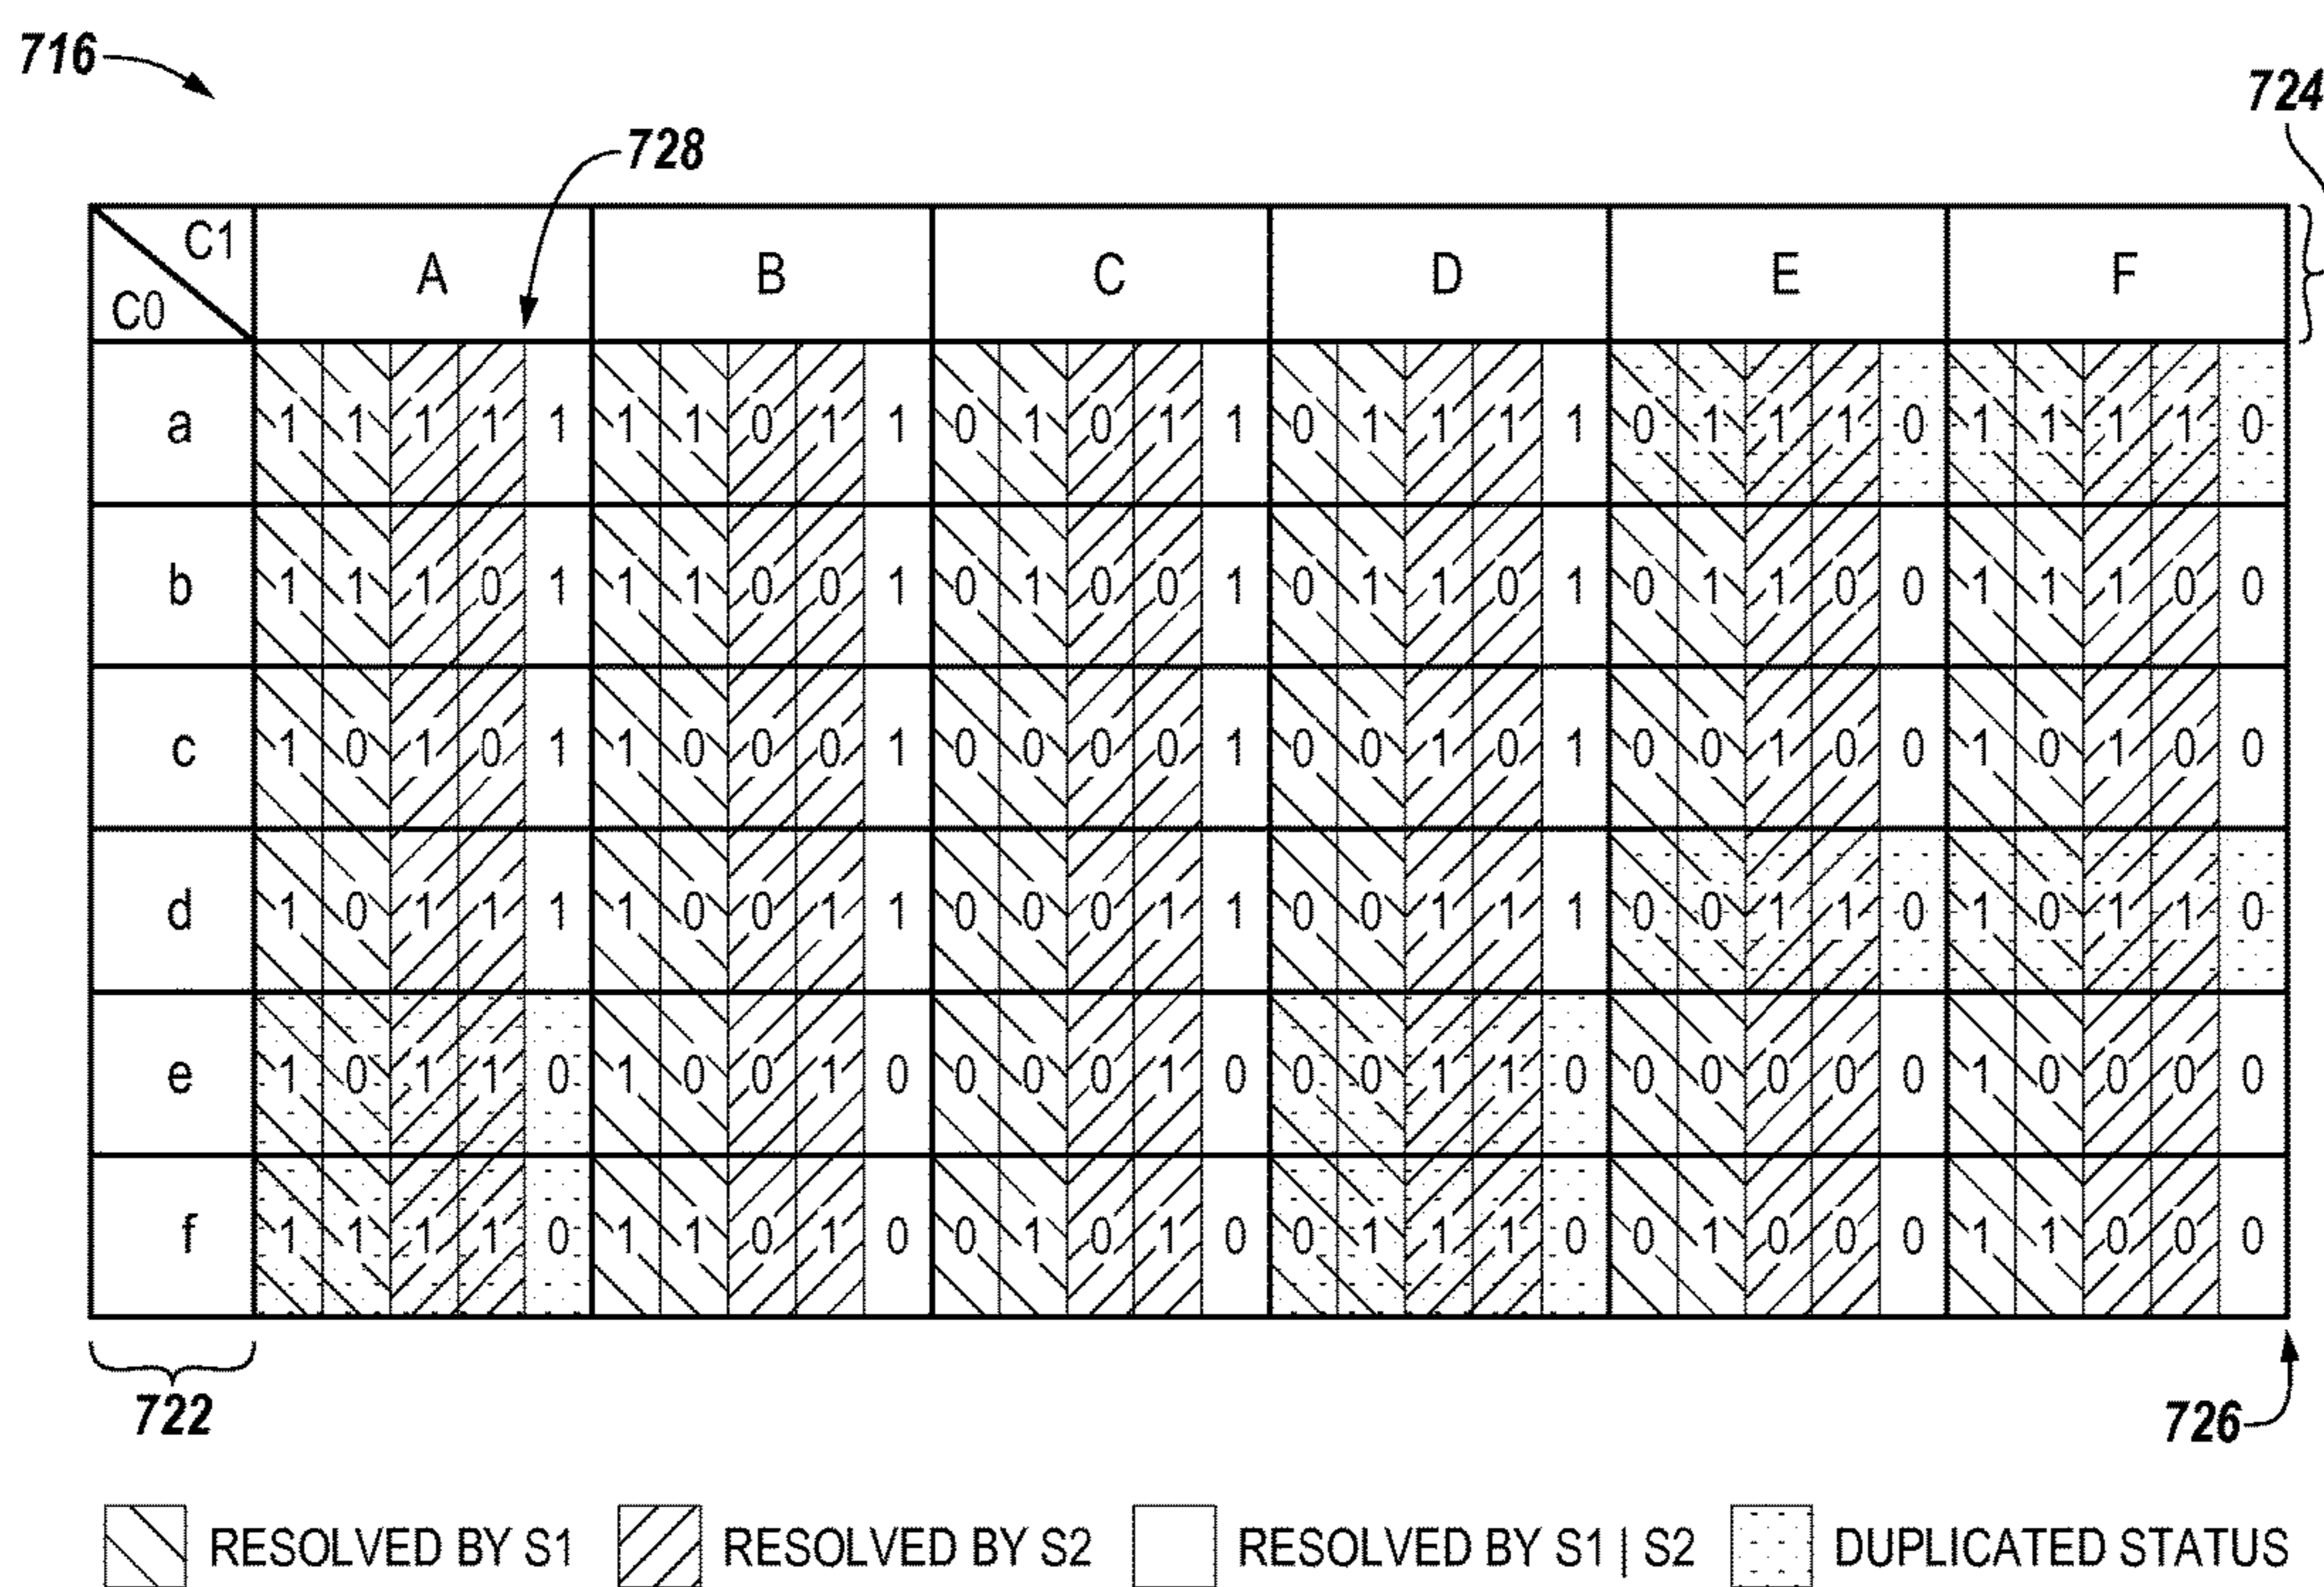 716
724
728
C1
C0
A B C D E F
a 1 1 1 1 1 1 1 0 1 1 0 1 0 1 1 0 1 1 1 1 0 1 1 1 0 1 1 1 1 0
b 1 1 1 0 1 1 1 0 0 1 0 1 0 0 1 0 1 1 0 1 0 1 1 0 0 1 1 1 0 0
c 1 0 1 0 1 1 0 0 0 1 0 0 0 0 1 0 0 1 0 1 0 0 1 0 0 1 0 1 0 0
d 1 0 1 1 1 1 0 0 1 1 0 0 0 1 1 0 0 1 1 1 0 0 1 1 0 1 0 1 1 0
e 1 0 1 1 0 1 0 0 1 0 0 0 0 1 0 0 0 1 1 0 0 0 0 0 0 1 0 0 0 0
f 1 1 1 1 0 1 1 0 1 0 0 1 0 1 0 0 1 1 1 0 0 1 0 0 0 1 1 0 0 0
722
726
RESOLVED BY S1 RESOLVED BY S2 RESOLVED BY S1 | S2 DUPLICATED STATUS